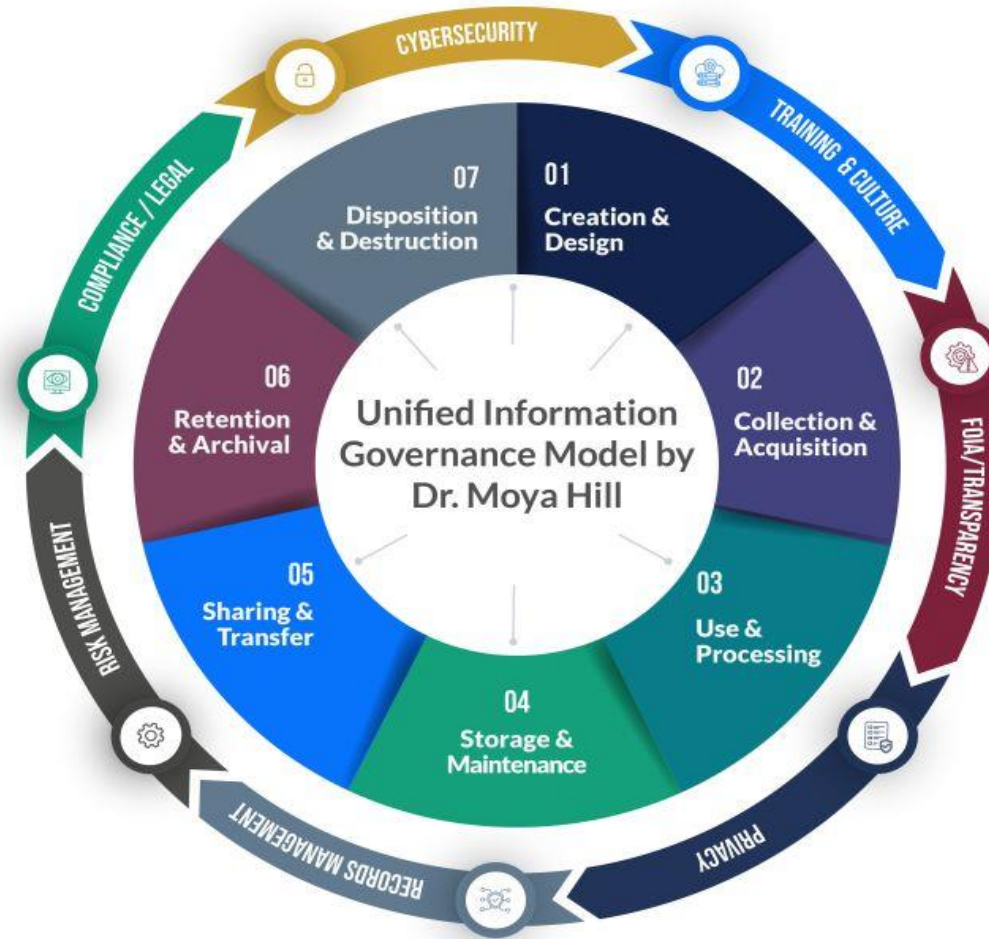 CYBERSECURITY
TRAINING & CULTURE
FOIA/TRANSPARENCY
PRIVACY
RECORDS MANAGEMENT
RISK MANAGEMENT
COMPLIANCE / LEGAL
01
Creation &
Design
02
Collection &
Acquisition
03
Use &
Processing
04
Storage &
Maintenance
05
Sharing &
Transfer
06
Retention
& Archival
07
Disposition
& Destruction
Unified Information
Governance Model by
Dr. Moya Hill